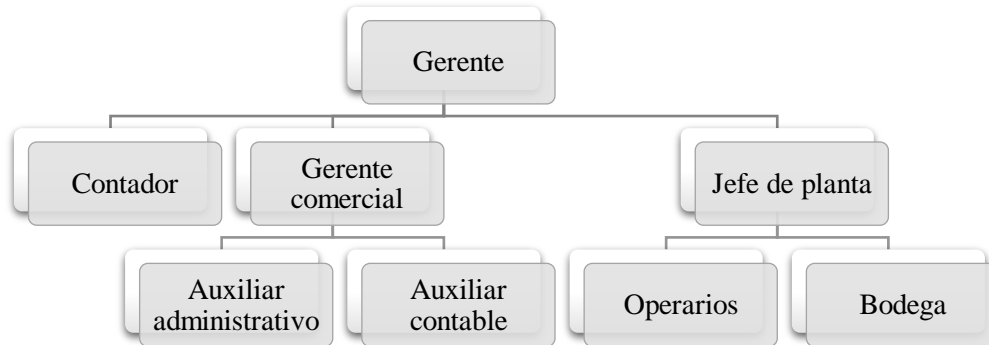 Gerente
Contador
Gerente
comercial
Jefe de planta
Auxiliar
administrativo
Auxiliar
contable
Operarios
Bodega